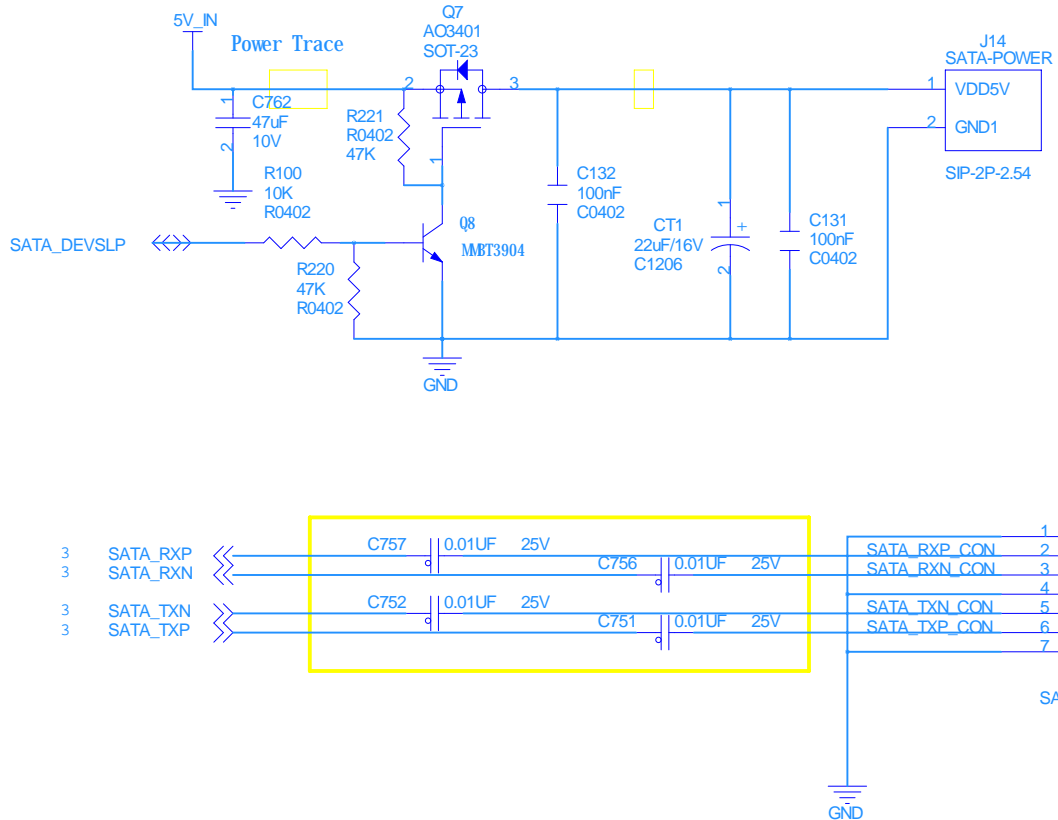 5V_IN
Power Trace
Q7
AO3401
SOT-23
J14
SATA-POWER
2
3
1
VDD5V
2
GND1
SIP-2P-2.54
1
C762
47uF
10V
2
R221
R0402
47K
1
R100
10K
R0402
C132
100nF
C0402
CT1
22uF/16V
C1206
1
+
2
C131
100nF
C0402
SATA_DEVSLP
Q8
MMBT3904
R220
47K
R0402
GND
3 SATA_RXP C757 0.01UF 25V SATA_RXP_CON
3 SATA_RXN C756 0.01UF 25V SATA_RXN_CON
3 SATA_TXN C752 0.01UF 25V SATA_TXN_CON
3 SATA_TXP C751 0.01UF 25V SATA_TXP_CON
1
2
3
4
5
6
7
SA
GND